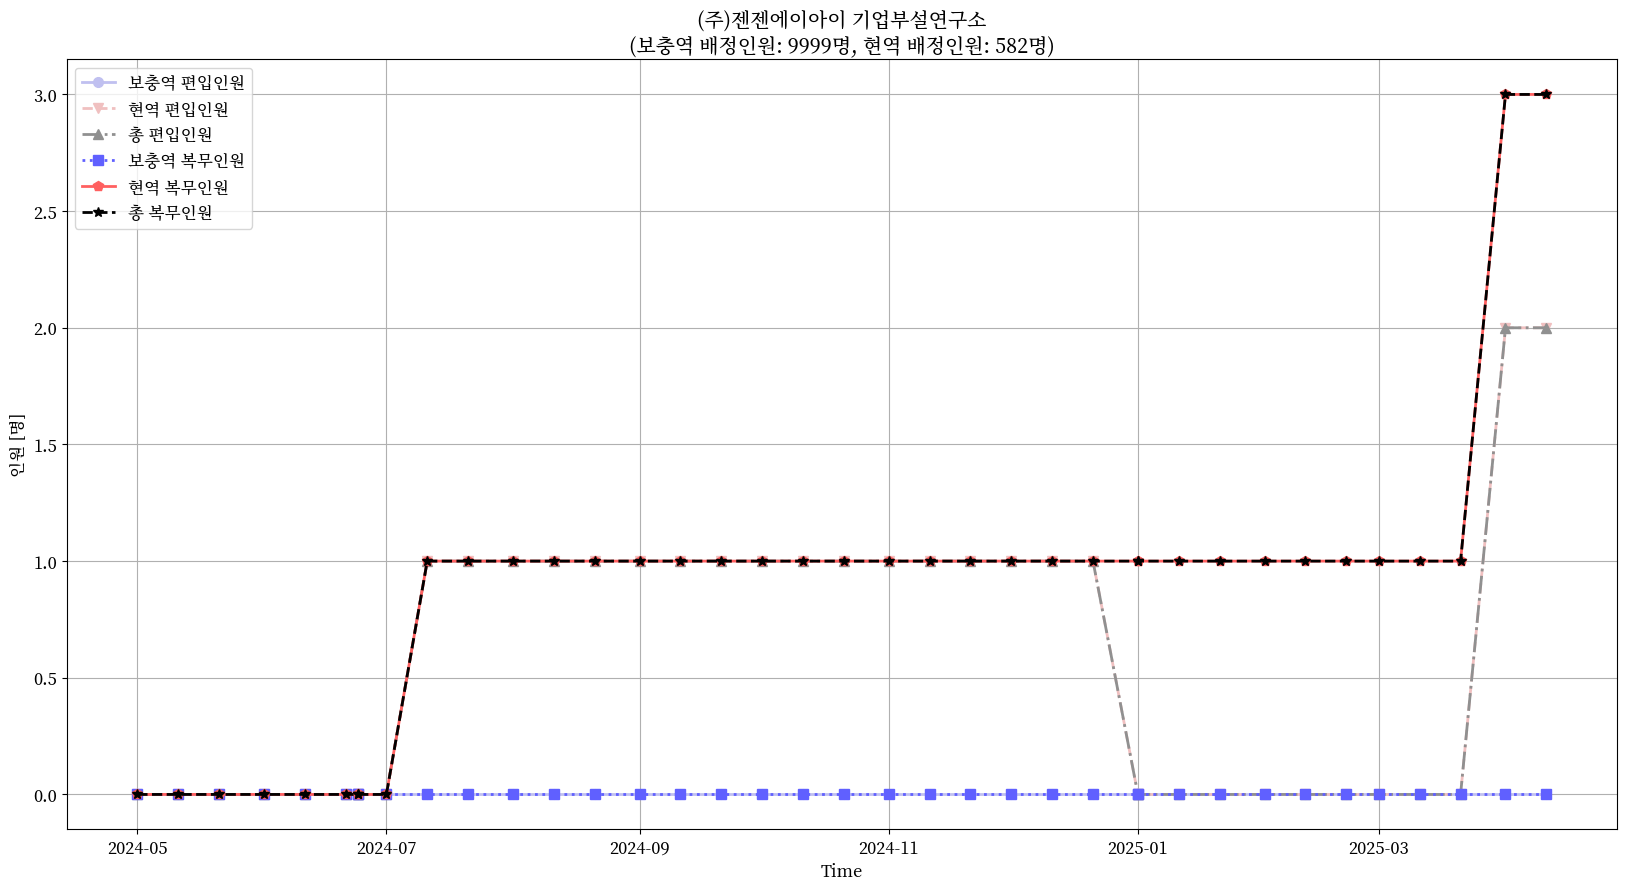 (주)젠젠에이아이 기업부설연구소
(보충역 배정인원: 9999명, 현역 배정인원: 582명)
보충역 편입인원
현역 편입인원
총 편입인원
보충역 복무인원
현역 복무인원
총 복무인원
3.0
2.5
2.0
1.5
1.0
0.5
0.0
인원 [명]
2024-05 2024-07 2024-09 2024-11 2025-01 2025-03
Time